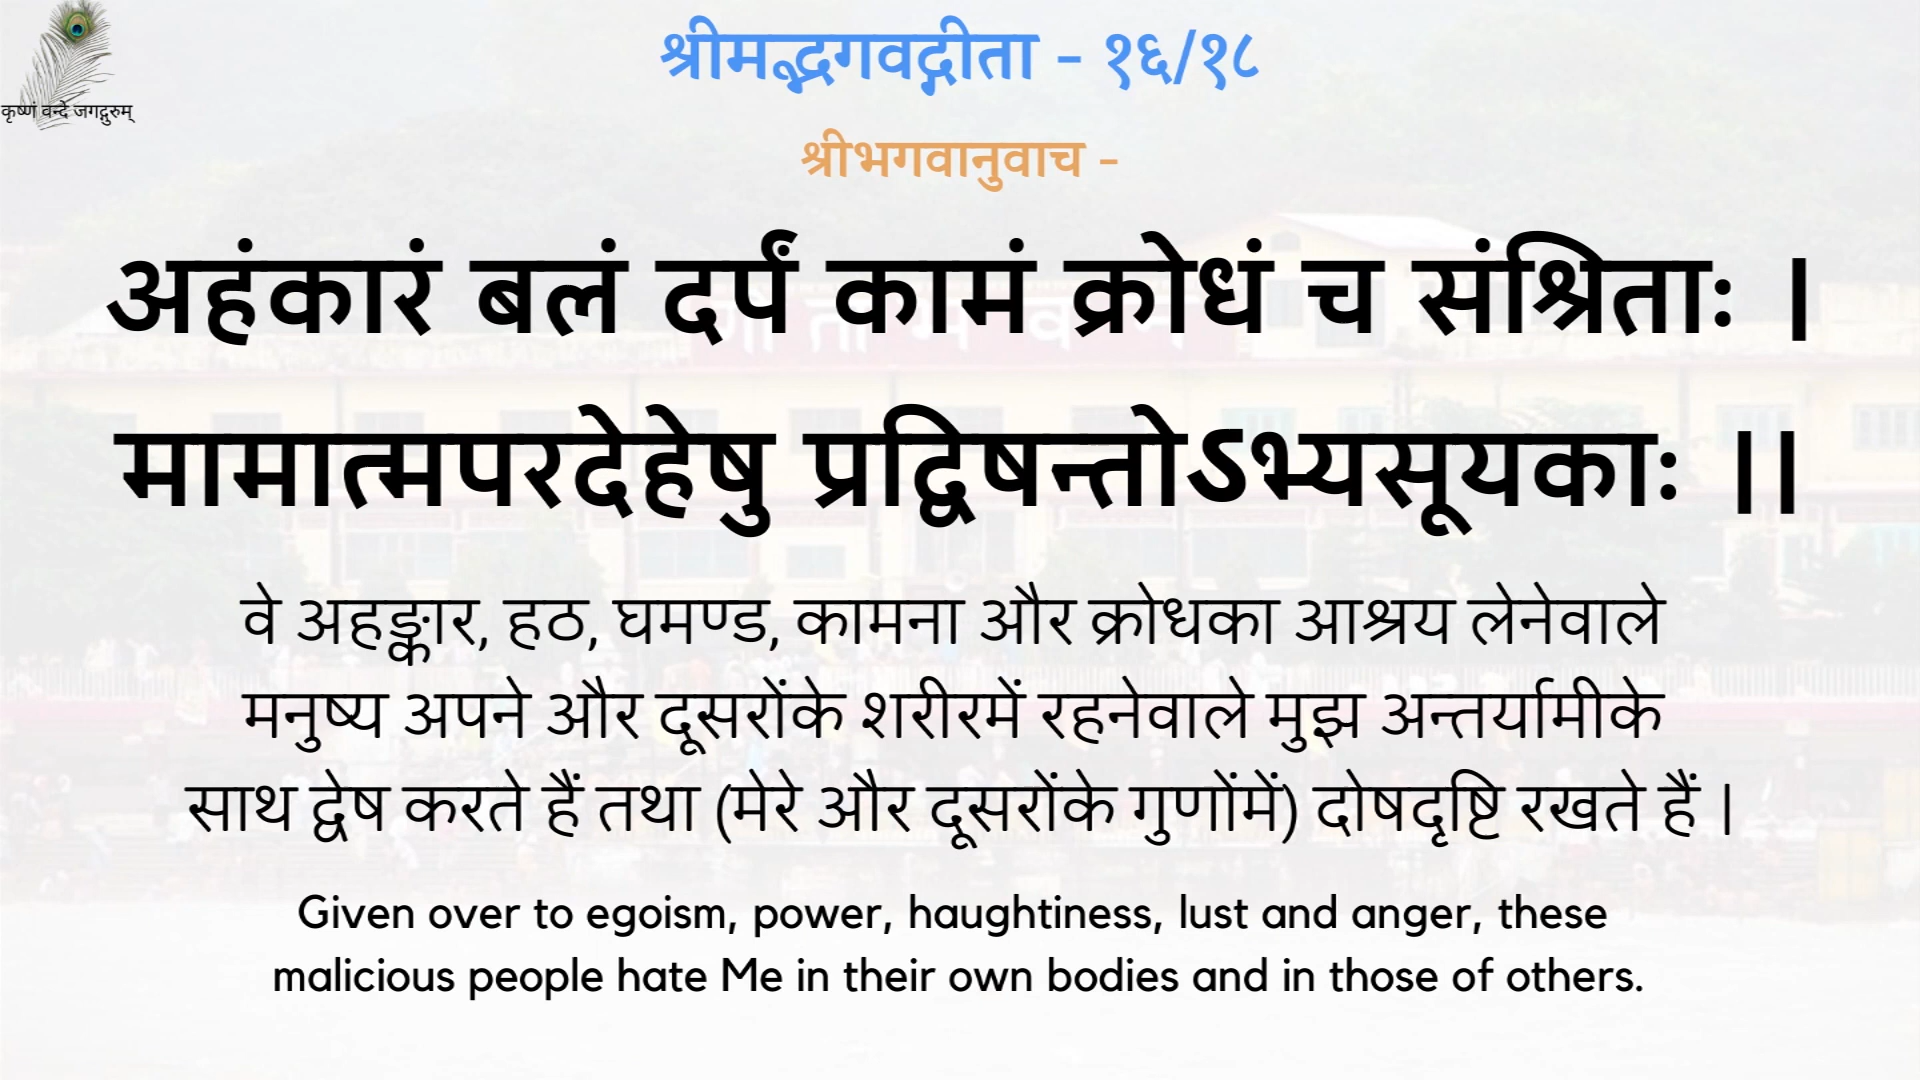 कृष्णं वन्दे जगद्गुरुम्
श्रीमद्भगवद्गीता - १६/१८
श्रीभगवानुवाच -
अहंकारं बलं दर्पं कामं क्रोधं च संश्रिताः ।
मामात्मपरदेहेषु प्रद्विषन्तोऽभ्यसूयकाः ।।
वे अहङ्कार, हठ, घमण्ड, कामना और क्रोधका आश्रय लेनेवाले
मनुष्य अपने और दूसरोंके शरीरमें रहनेवाले मुझ अन्तर्यामीके
साथ द्वेष करते हैं तथा (मेरे और दूसरोंके गुणोंमें) दोषदृष्टि रखते हैं ।
Given over to egoism, power, haughtiness, lust and anger, these
malicious people hate Me in their own bodies and in those of others.